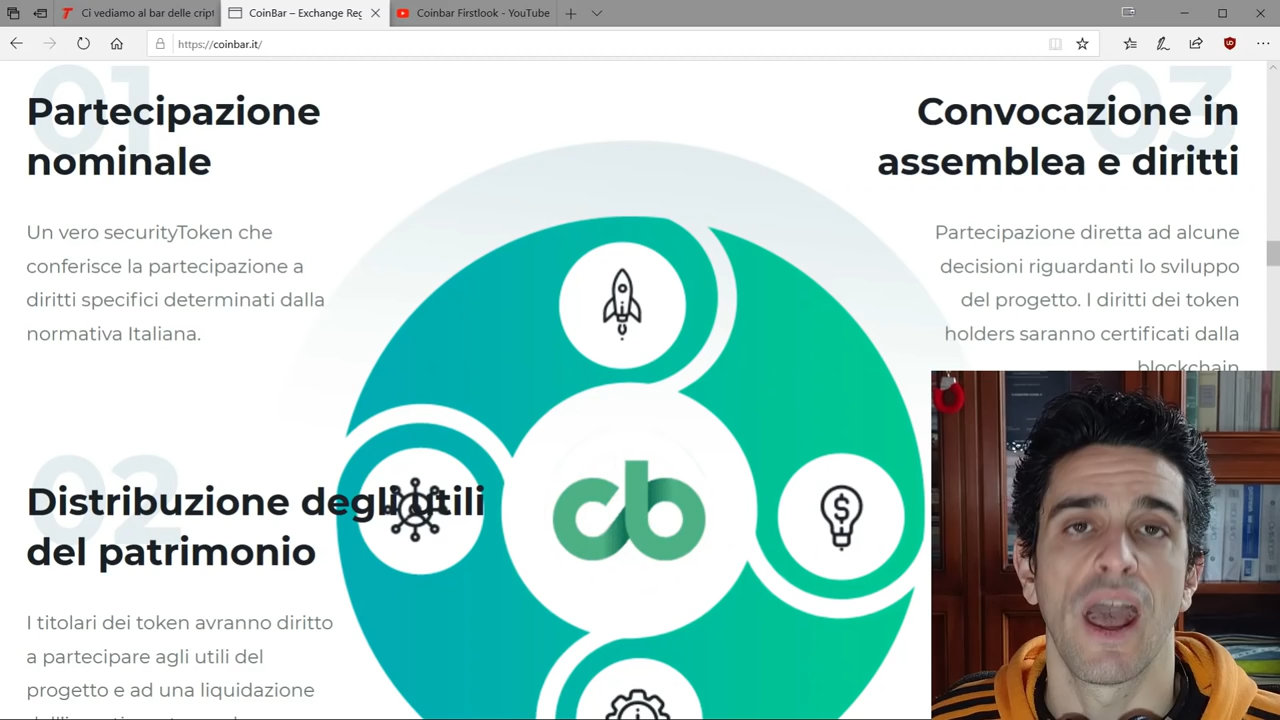 Ci vediamo al bar delle cript
CoinBar – Exchange Reg
Coinbar Firstlook - YouTube
https://coinbar.it/
01
Partecipazione
nominale
Un vero securityToken che
conferisce la partecipazione a
diritti specifici determinati dalla
normativa Italiana.
02
Distribuzione degli utili
del patrimonio
I titolari dei token avranno diritto
a partecipare agli utili del
progetto e ad una liquidazione
03
Convocazione in
assemblea e diritti
Partecipazione diretta ad alcune
decisioni riguardanti lo sviluppo
del progetto. I diritti dei token
holders saranno certificati dalla
blockchain
cb